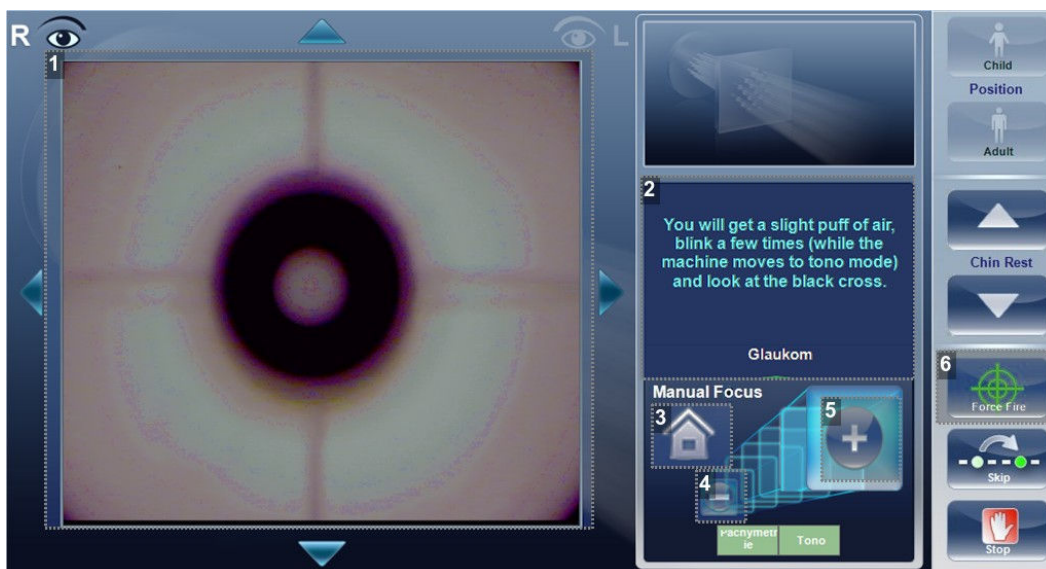 R
L
1
2
You will get a slight puff of air,
blink a few times (while the
machine moves to tono mode)
and look at the black cross.
Glaukom
Manual Focus
3
4
5
Pachymetr
ie
Tono
Child
Position
Adult
Chin Rest
6
Force Fire
Skip
Stop